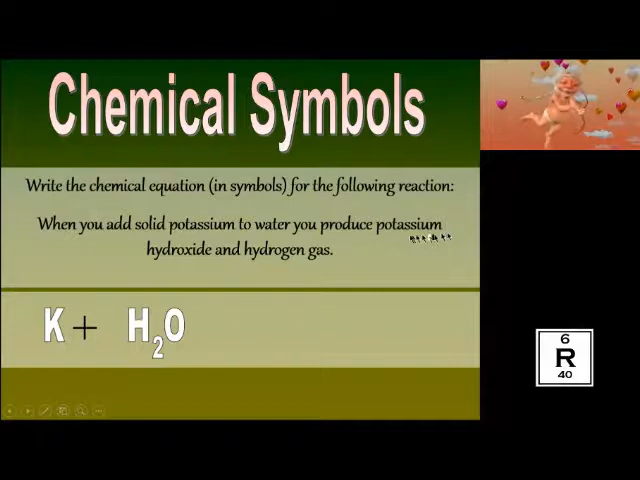 Chemical Symbols
Write the chemical equation (in symbols) for the following reaction:
When you add solid potassium to water you produce potassium
hydroxide and hydrogen gas.
K + H₂O
6
R
40